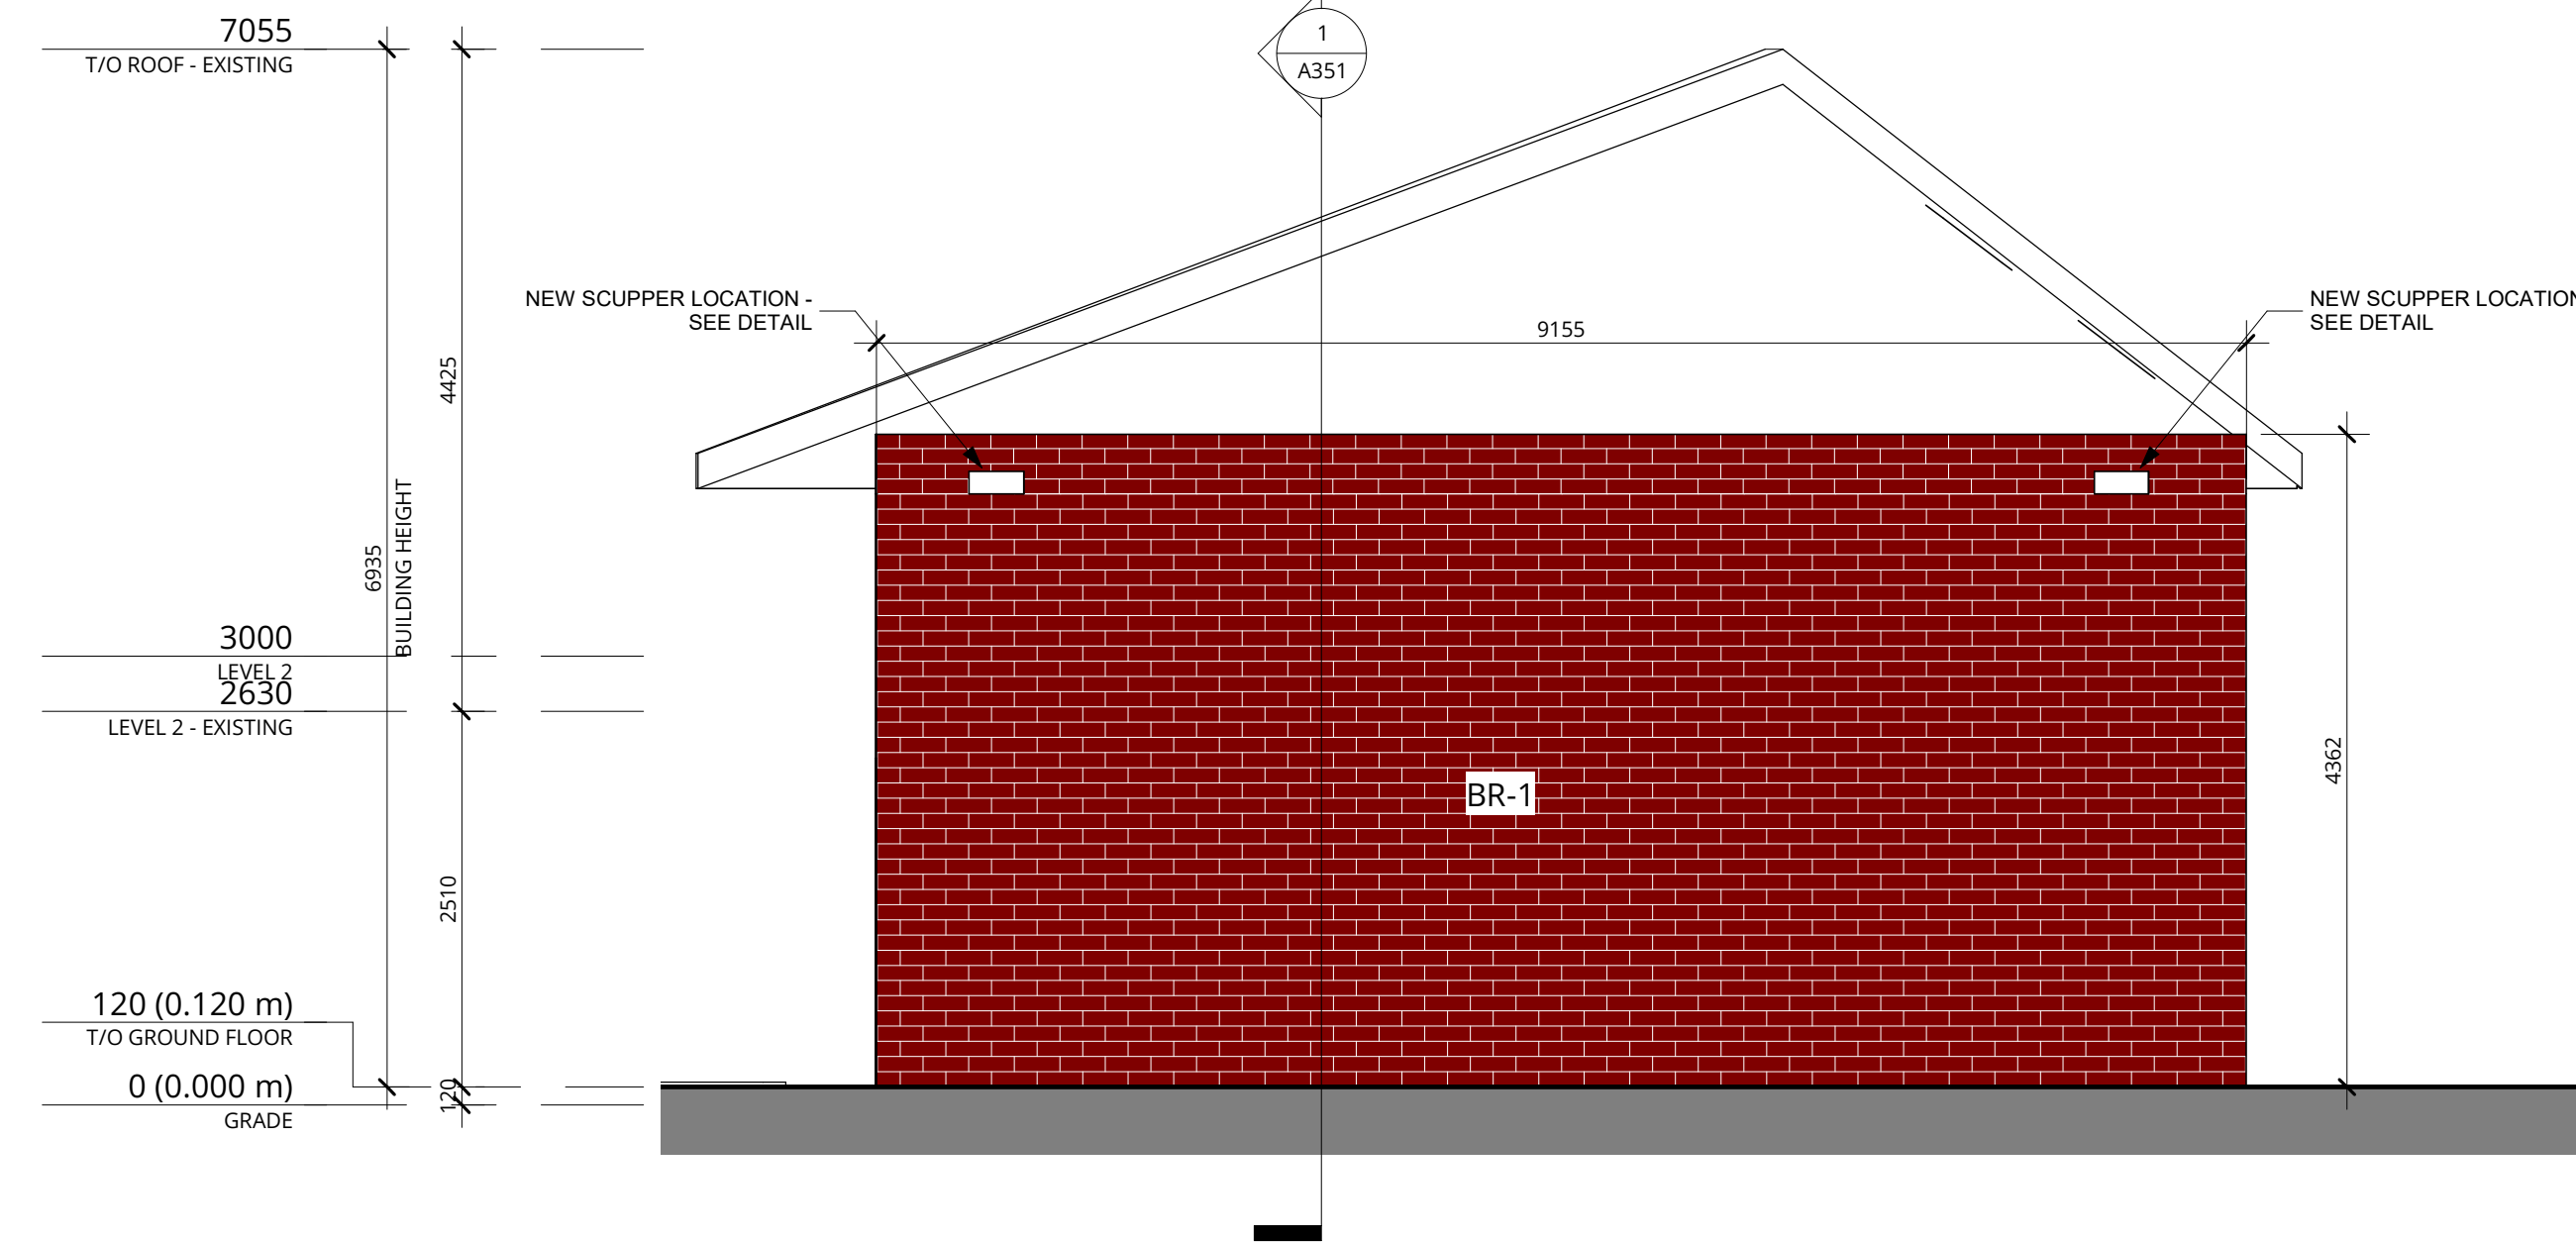 7055
T/O ROOF - EXISTING
1
A351
NEW SCUPPER LOCATION -
SEE DETAIL
NEW SCUPPER LOCATION
SEE DETAIL
9155
4425
6935
BUILDING HEIGHT
3000
LEVEL 2
2630
LEVEL 2 - EXISTING
4362
BR-1
2510
120 (0.120 m)
T/O GROUND FLOOR
0 (0.000 m)
GRADE
120